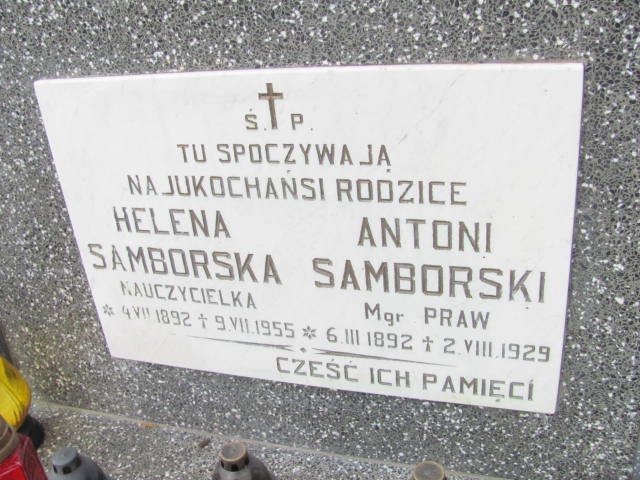 Ś. P.
TU SPOCZYWAJĄ
NAJUKOCHAŃSI RODZICE
HELENA SAMBORSKA
NAUCZYCIELKA
* 4 VII 1892 † 9.VII.1955
ANTONI SAMBORSKI
Mgr PRAW
* 6.III 1892 † 2.VIII.1929
CZEŚĆ ICH PAMIĘCI